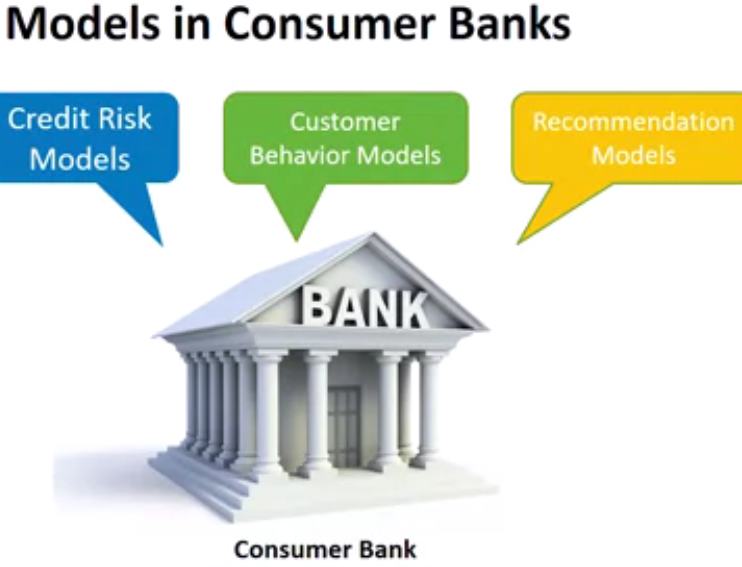 Models in Consumer Banks
Credit Risk
Models
Customer
Behavior Models
Recommendation
Models
BANK
Consumer Bank